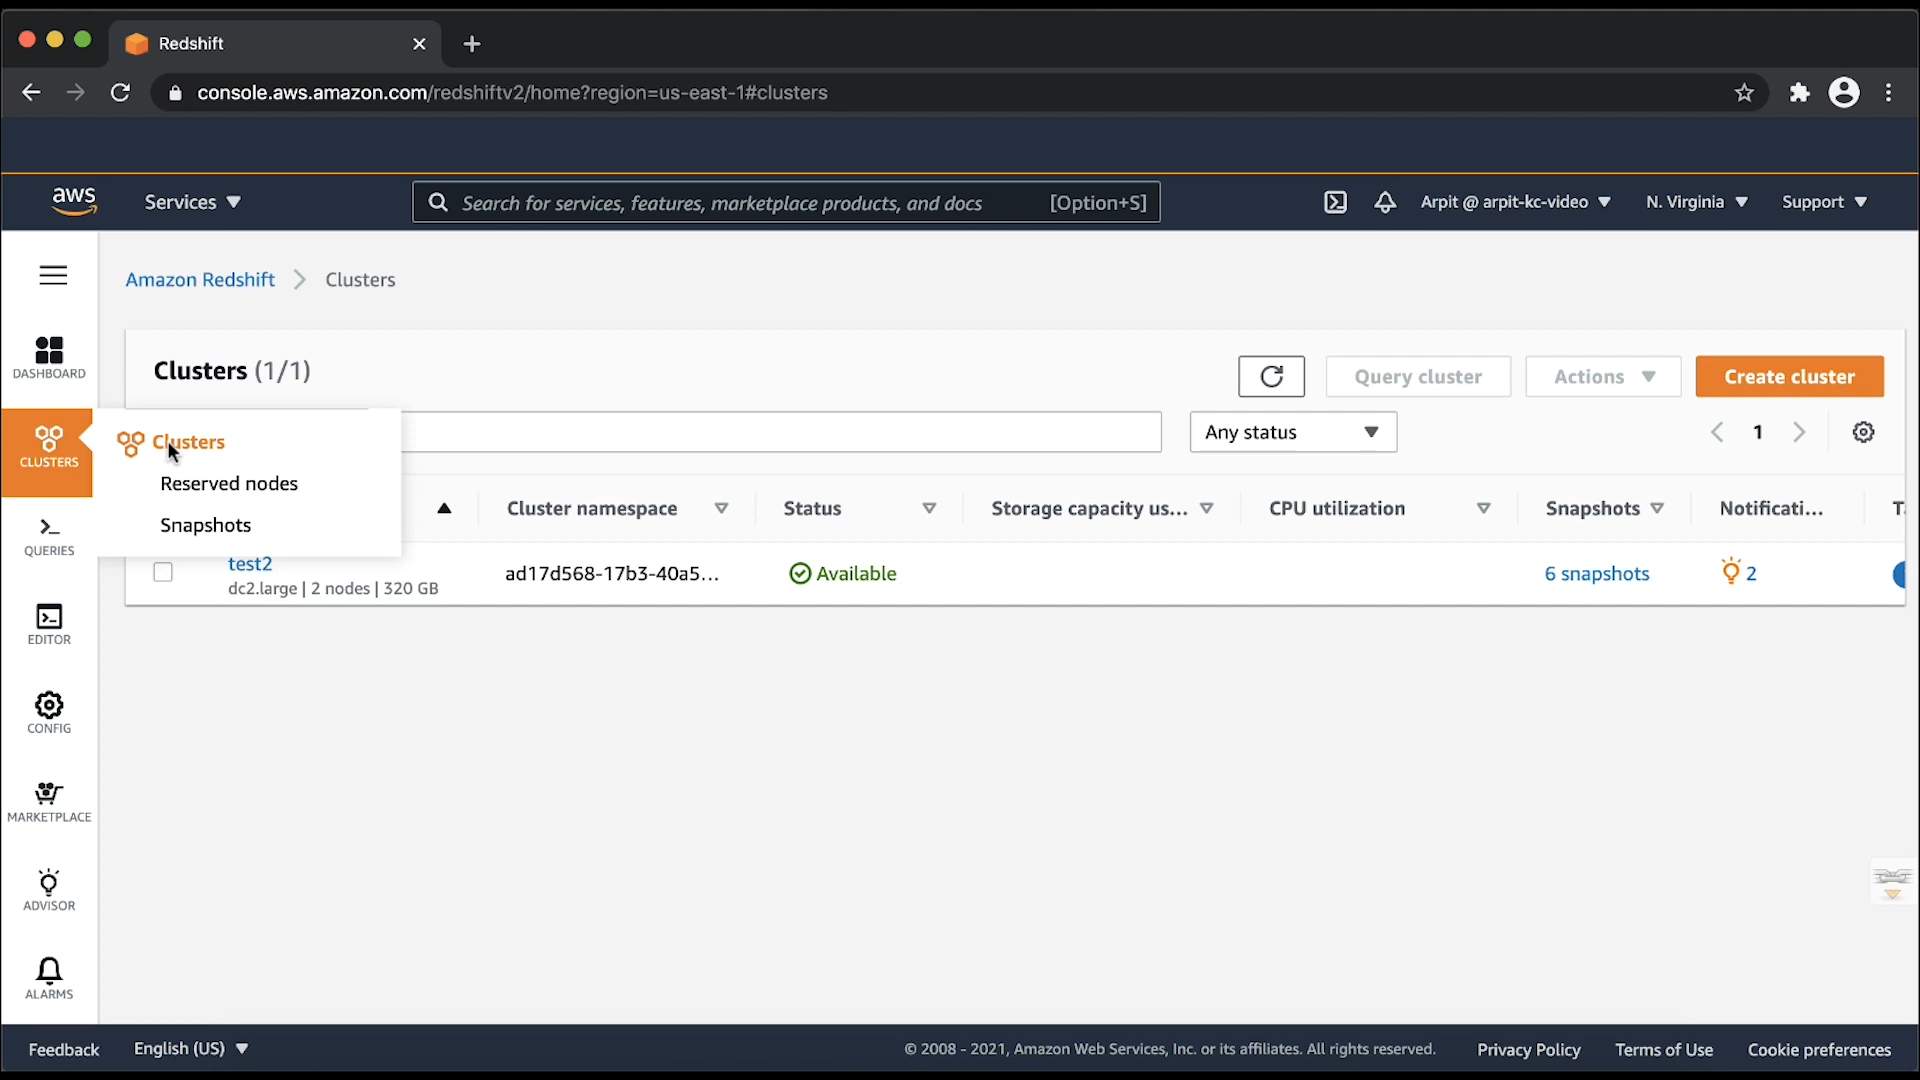 Redshift
console.aws.amazon.com/redshiftv2/home?region=us-east-1#clusters
aws
Services
Search for services, features, marketplace products, and docs [Option+S]
Arpit @ arpit-kc-video
N. Virginia
Support
Amazon Redshift
Clusters
DASHBOARD
CLUSTERS
QUERIES
EDITOR
CONFIG
MARKETPLACE
ADVISOR
ALARMS
Clusters
Reserved nodes
Snapshots
Clusters (1/1)
Query cluster
Actions
Create cluster
Any status
1
Cluster namespace
Status
Storage capacity us...
CPU utilization
Snapshots
Notificati...
test2
dc2.large | 2 nodes | 320 GB
ad17d568-17b3-40a5...
Available
6 snapshots
2
Feedback
English (US)
© 2008 - 2021, Amazon Web Services, Inc. or its affiliates. All rights reserved.
Privacy Policy
Terms of Use
Cookie preferences